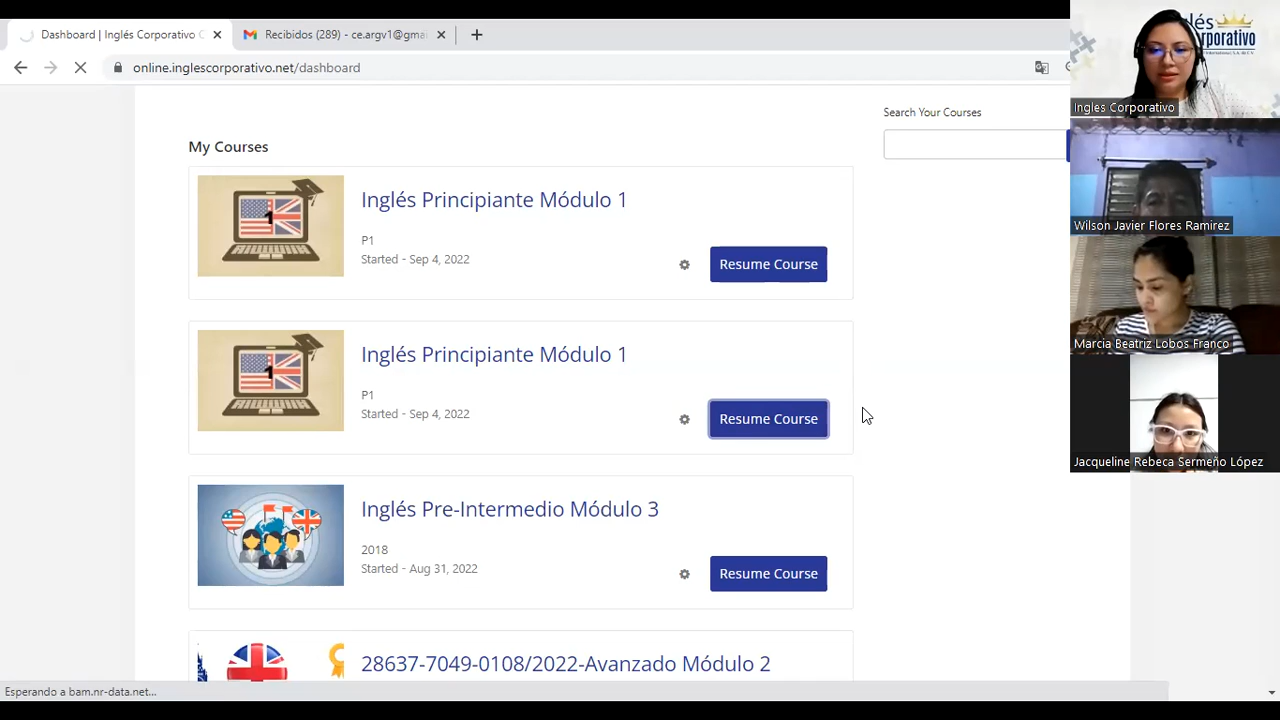 Dashboard | Inglés Corporativo C
Recibidos (289) - ce.argv1@gmai
online.inglescorporativo.net/dashboard
My Courses
Search Your Courses
1
Inglés Principiante Módulo 1
P1
Started - Sep 4, 2022
Resume Course
1
Inglés Principiante Módulo 1
P1
Started - Sep 4, 2022
Resume Course
Inglés Pre-Intermedio Módulo 3
2018
Started - Aug 31, 2022
Resume Course
28637-7049-0108/2022-Avanzado Módulo 2
Esperando a bam.nr-data.net...
Ingles Corporativo
Wilson Javier Flores Ramirez
Marcia Beatriz Lobos Franco
Jacqueline Rebeca Sermeño López